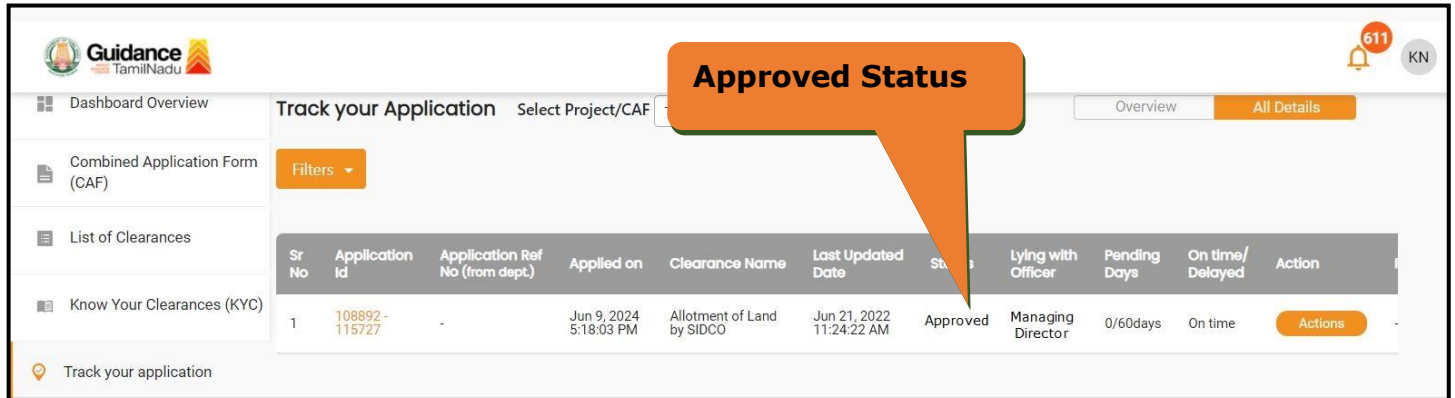 Guidance
TamilNadu
611
KN
Approved Status
Dashboard Overview
Track your Application Select Project/CAF
Overview All Details
Combined Application Form
(CAF)
Filters
List of Clearances
Sr No Application Id Application Ref No (from dept.) Applied on Clearance Name Last Updated Date Lying with Officer Pending Days On time/ Delayed Action
Know Your Clearances (KYC)
1 108892 - 115727 - Jun 9, 2024 5:18:03 PM Allotment of Land by SIDCO Jun 21, 2022 11:24:22 AM Approved Managing Director 0/60days On time Actions -
Track your application